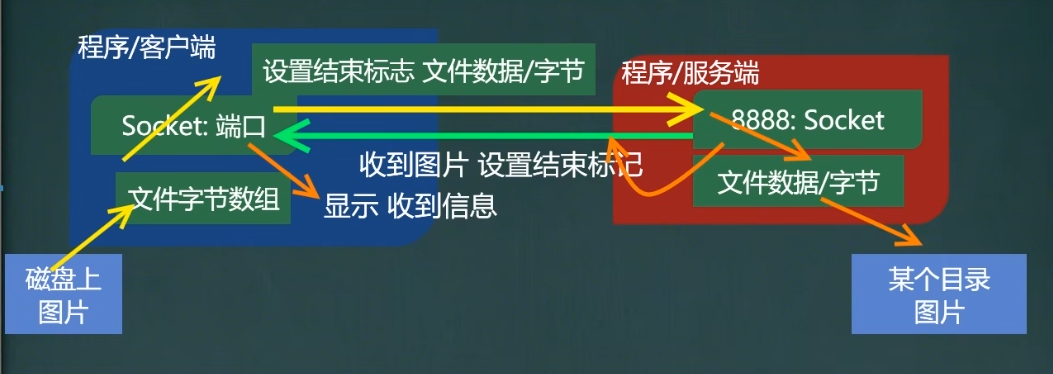 程序/客户端
设置结束标志 文件数据/字节
程序/服务端
Socket: 端口
8888: Socket
收到图片 设置结束标记
文件数据/字节
文件字节数组
显示 收到信息
磁盘上
图片
某个目录
图片